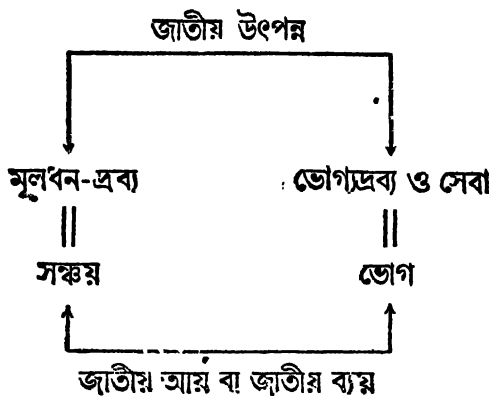 জাতীয় উৎপন্ন
মূলধন-দ্রব্য ভোগ্যদ্রব্য ও সেবা
সঞ্চয় ভোগ
জাতীয় আয় বা জাতীয় ব্যয়